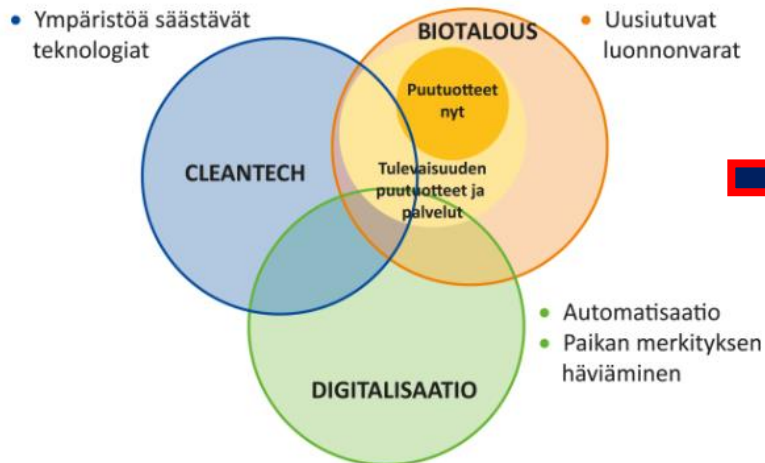 • Ympäristöä säästävät
teknologiat
BIOTALOUS
• Uusiutuvat
luonnonvarat
Puutuotteet
nyt
CLEANTECH
Tulevaisuuden
puutuotteet ja
palvelut
• Automatisaatio
• Paikan merkityksen
häviäminen
DIGITALISAATIO